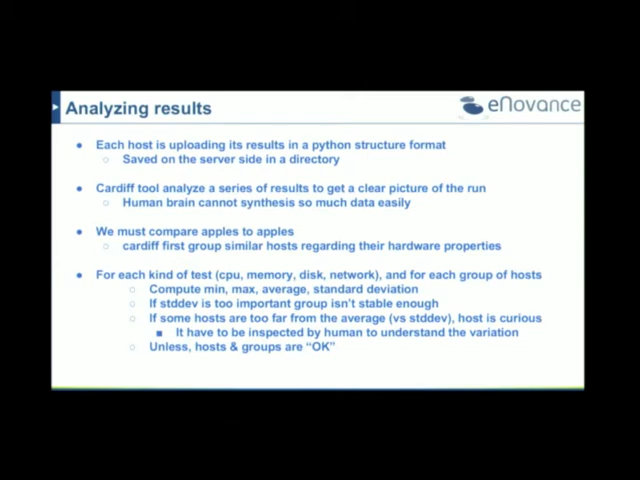 Analyzing results
eNovance
Each host is uploading its results in a python structure format
Saved on the server side in a directory
Cardiff tool analyze a series of results to get a clear picture of the run
Human brain cannot synthesis so much data easily
We must compare apples to apples
cardiff first group similar hosts regarding their hardware properties
For each kind of test (cpu, memory, disk, network), and for each group of hosts
Compute min, max, average, standard deviation
If stddev is too important group isn't stable enough
If some hosts are too far from the average (vs stddev), host is curious
It have to be inspected by human to understand the variation
Unless, hosts & groups are "OK"